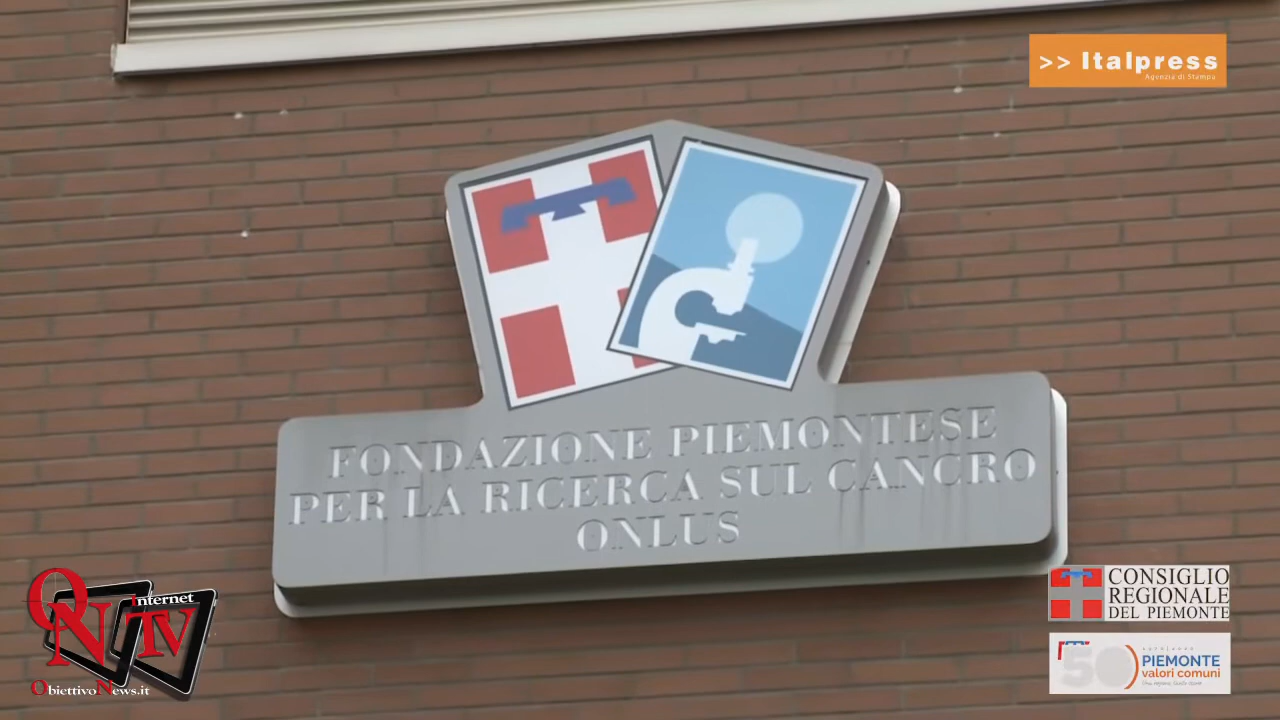 >> Italpress
Agenzia di Stampa
FONDAZIONE PIEMONTESE
PER LA RICERCA SUL CANCRO
ONLUS
ON
Internet
TV
ObiettivoNews.it
CONSIGLIO
REGIONALE
DEL PIEMONTE
50
PIEMONTE
valori comuni